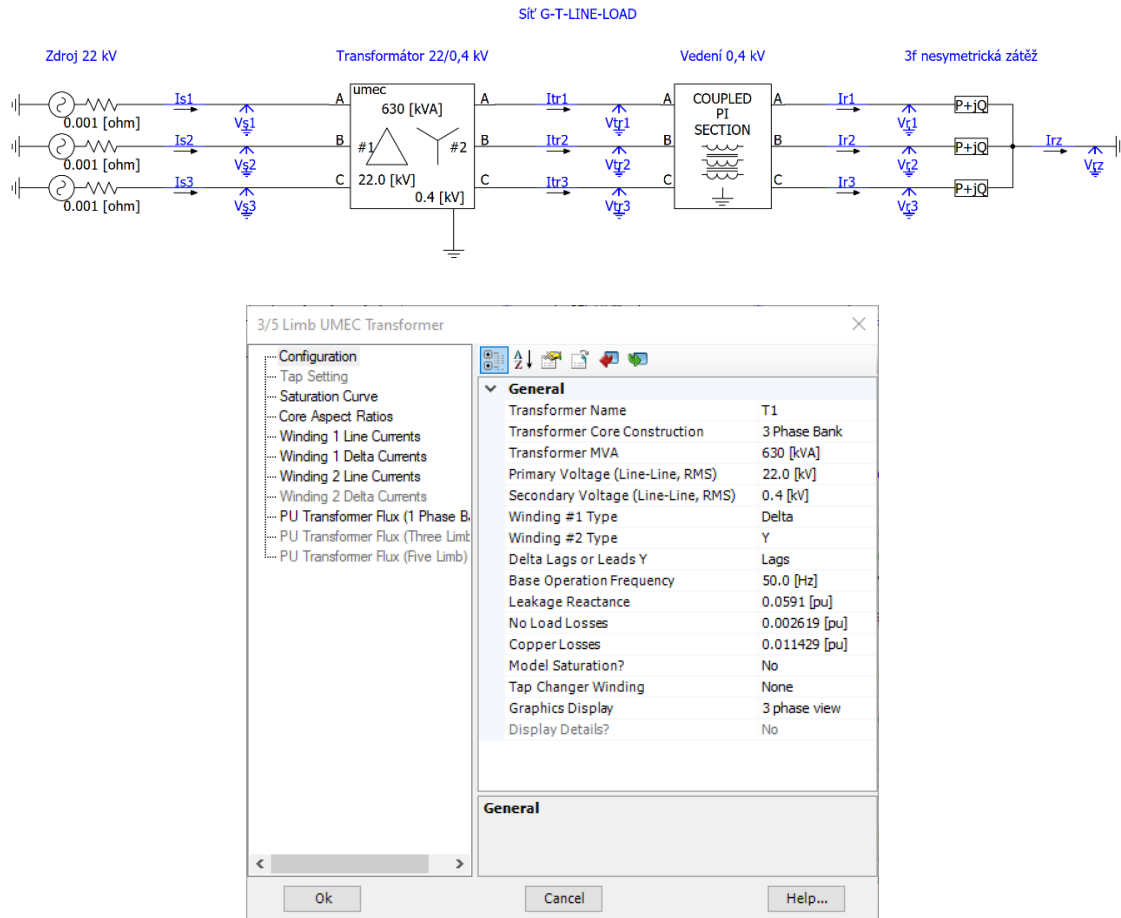 Síť G-T-LINE-LOAD
Zdroj 22 kV Transformátor 22/0,4 kV Vedení 0,4 kV 3f nesymetrická zátěž
0.001 [ohm] Is1 Vs1 A umec 630 [kVA] A Itr1 Vtr1 A COUPLED PI SECTION A Ir1 Vr1 P+jQ
0.001 [ohm] Is2 Vs2 B #1 #2 B Itr2 Vtr2 B B Ir2 Vr2 P+jQ Irz Vrz
0.001 [ohm] Is3 Vs3 C 22.0 [kV] 0.4 [kV] C Itr3 Vtr3 C C Ir3 Vr3 P+jQ
3/5 Limb UMEC Transformer
Configuration
Tap Setting
Saturation Curve
Core Aspect Ratios
Winding 1 Line Currents
Winding 1 Delta Currents
Winding 2 Line Currents
Winding 2 Delta Currents
PU Transformer Flux (1 Phase B
PU Transformer Flux (Three Limb
PU Transformer Flux (Five Limb)
General
Transformer Name T1
Transformer Core Construction 3 Phase Bank
Transformer MVA 630 [kVA]
Primary Voltage (Line-Line, RMS) 22.0 [kV]
Secondary Voltage (Line-Line, RMS) 0.4 [kV]
Winding #1 Type Delta
Winding #2 Type Y
Delta Lags or Leads Y Lags
Base Operation Frequency 50.0 [Hz]
Leakage Reactance 0.0591 [pu]
No Load Losses 0.002619 [pu]
Copper Losses 0.011429 [pu]
Model Saturation? No
Tap Changer Winding None
Graphics Display 3 phase view
Display Details? No
General
Ok Cancel Help...